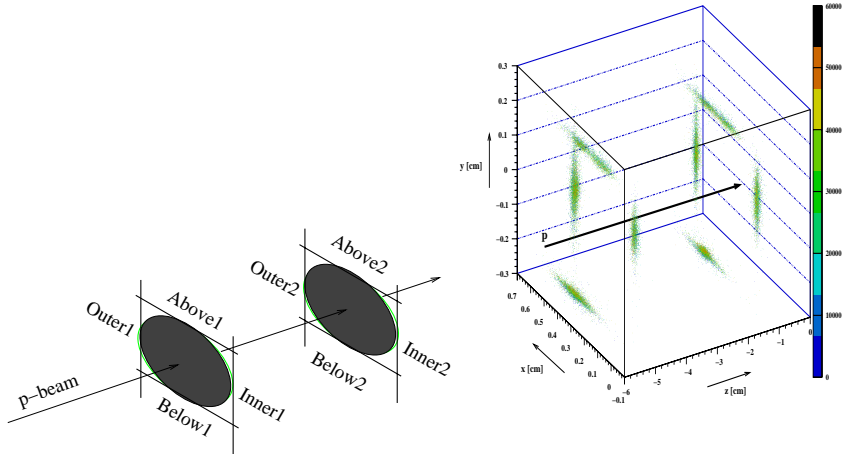 Above2
Outer2
Above1
Outer1
Inner2
Below2
p-beam
Inner1
Below1
0.3
0.2
0.1
0
−0.1
−0.2
−0.3
y [cm]
p
0.7
0.6
0.5
0.4
0.3
0.2
0.1
0
−0.1
x [cm]
−6
−5
−4
−3
−2
−1
0
z [cm]
60000
50000
40000
30000
20000
10000
0